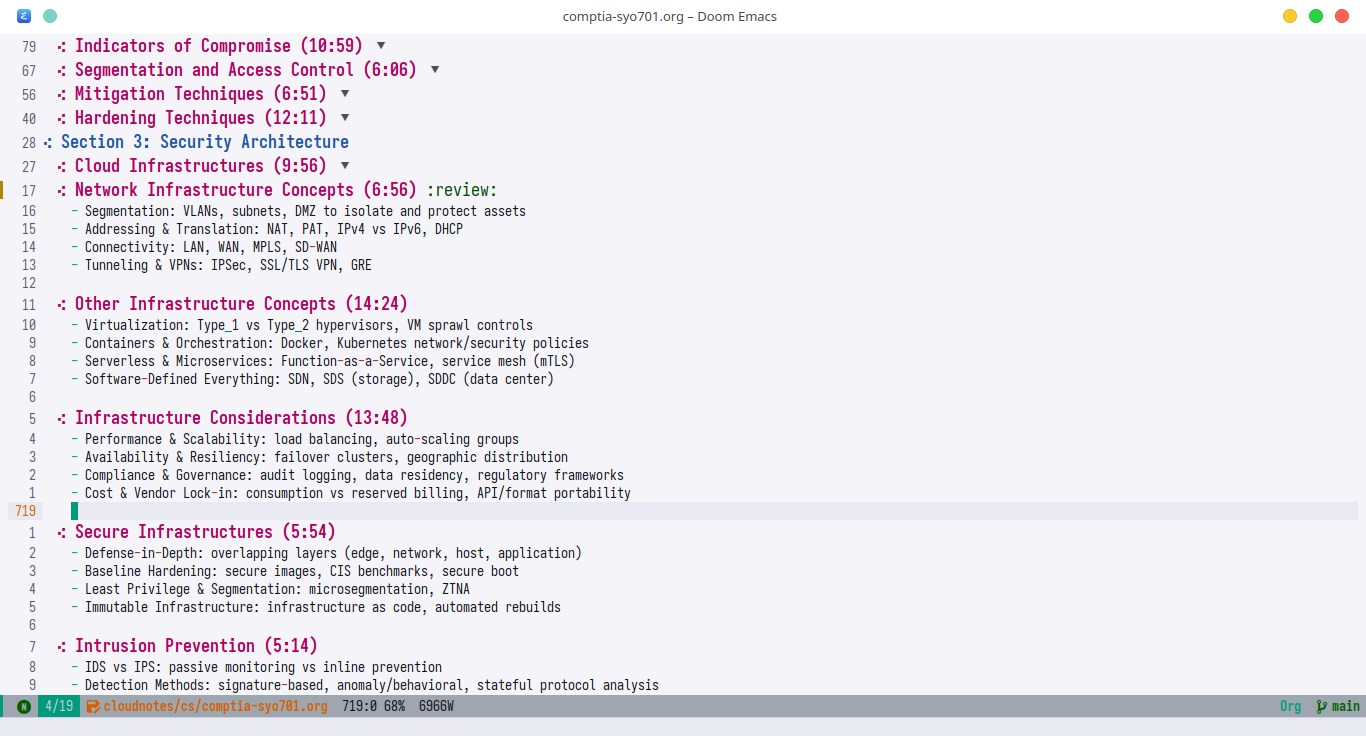 comptia-syo701.org – Doom Emacs
79 Indicators of Compromise (10:59) ▼
67 Segmentation and Access Control (6:06) ▼
56 Mitigation Techniques (6:51) ▼
40 Hardening Techniques (12:11) ▼
28 Section 3: Security Architecture
27 Cloud Infrastructures (9:56) ▼
17 Network Infrastructure Concepts (6:56) :review:
16 - Segmentation: VLANs, subnets, DMZ to isolate and protect assets
15 - Addressing & Translation: NAT, PAT, IPv4 vs IPv6, DHCP
14 - Connectivity: LAN, WAN, MPLS, SD-WAN
13 - Tunneling & VPNs: IPSec, SSL/TLS VPN, GRE
12
11 Other Infrastructure Concepts (14:24)
10 - Virtualization: Type_1 vs Type_2 hypervisors, VM sprawl controls
9 - Containers & Orchestration: Docker, Kubernetes network/security policies
8 - Serverless & Microservices: Function-as-a-Service, service mesh (mTLS)
7 - Software-Defined Everything: SDN, SDS (storage), SDDC (data center)
6
5 Infrastructure Considerations (13:48)
4 - Performance & Scalability: load balancing, auto-scaling groups
3 - Availability & Resiliency: failover clusters, geographic distribution
2 - Compliance & Governance: audit logging, data residency, regulatory frameworks
1 - Cost & Vendor Lock-in: consumption vs reserved billing, API/format portability
719
1 Secure Infrastructures (5:54)
2 - Defense-in-Depth: overlapping layers (edge, network, host, application)
3 - Baseline Hardening: secure images, CIS benchmarks, secure boot
4 - Least Privilege & Segmentation: microsegmentation, ZTNA
5 - Immutable Infrastructure: infrastructure as code, automated rebuilds
6
7 Intrusion Prevention (5:14)
8 - IDS vs IPS: passive monitoring vs inline prevention
9 - Detection Methods: signature-based, anomaly/behavioral, stateful protocol analysis
N 4/19 cloudnotes/cs/comptia-syo701.org 719:0 68% 6966W Org main